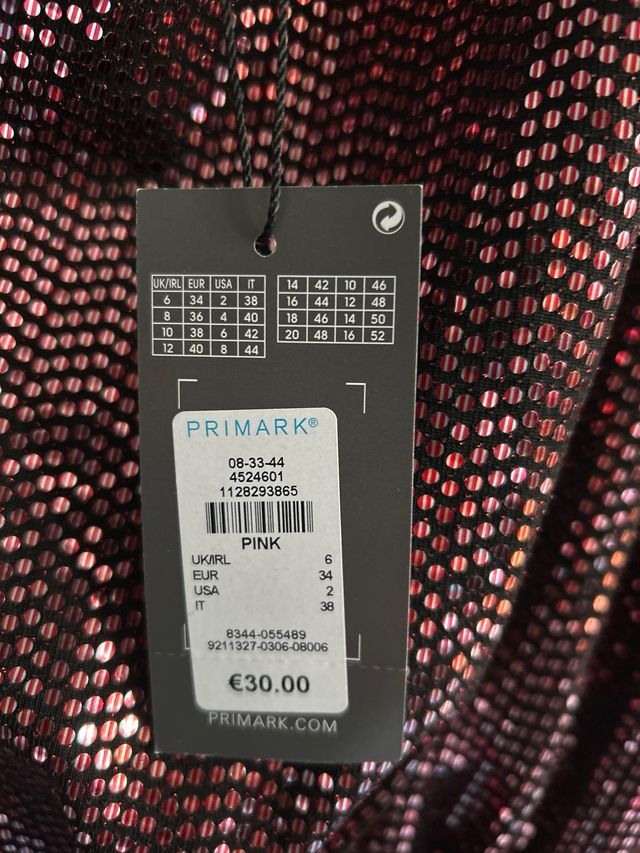 UK/IRL EUR USA IT
6 34 2 38
8 36 4 40
10 38 6 42
12 40 8 44
14 42 10 46
16 44 12 48
18 46 14 50
20 48 16 52
PRIMARK®
08-33-44
4524601
1128293865
PINK
UK/IRL 6
EUR 34
USA 2
IT 38
8344-055489
9211327-0306-08006
€30.00
PRIMARK.COM